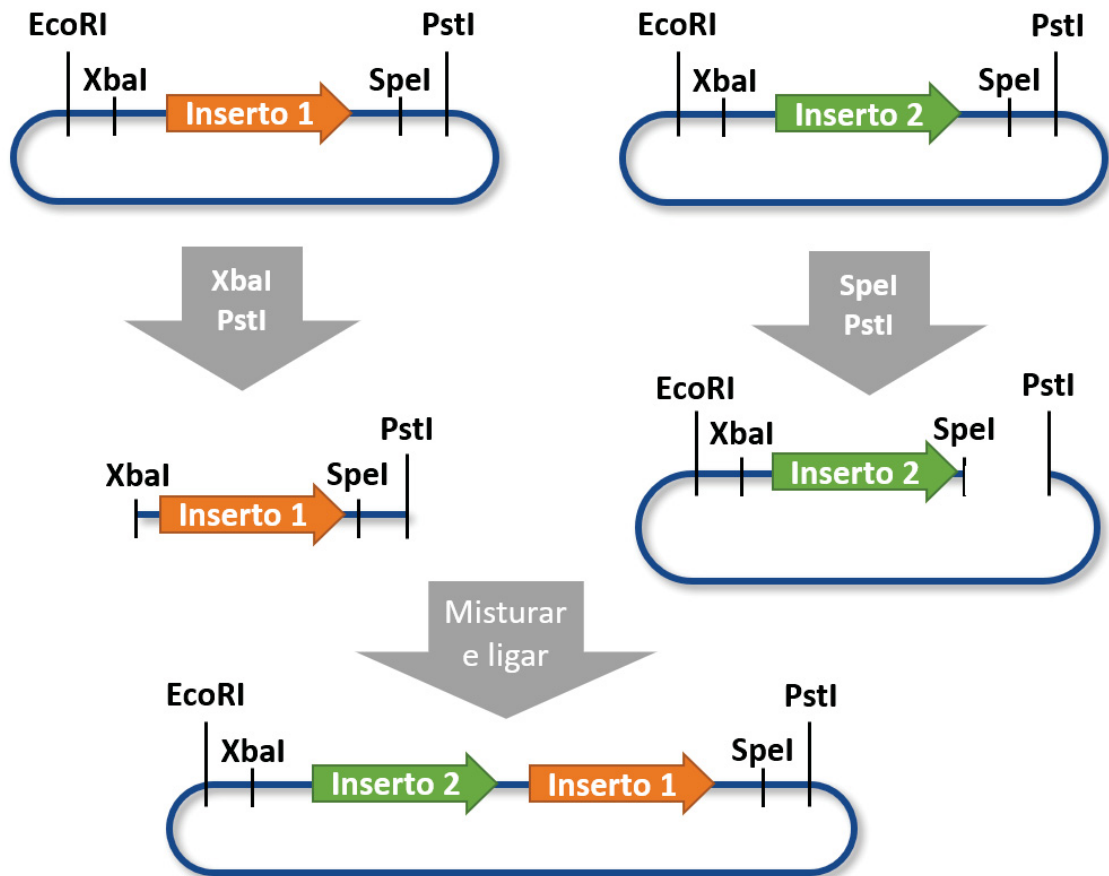 EcoRI
PstI
XbaI
SpeI
Inserto 1
EcoRI
PstI
XbaI
SpeI
Inserto 2
XbaI
PstI
SpeI
PstI
EcoRI
PstI
XbaI
SpeI
Inserto 2
PstI
XbaI
SpeI
Inserto 1
Misturar
e ligar
EcoRI
PstI
XbaI
SpeI
Inserto 2
Inserto 1